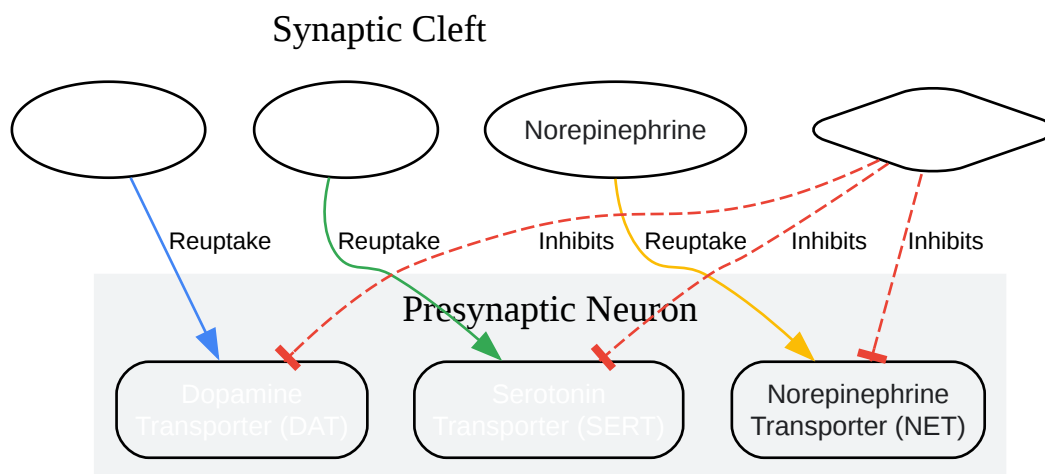 Synaptic Cleft
Norepinephrine
Reuptake
Reuptake
Inhibits
Reuptake
Inhibits
Inhibits
Presynaptic Neuron
Dopamine
Transporter (DAT)
Serotonin
Transporter (SERT)
Norepinephrine
Transporter (NET)